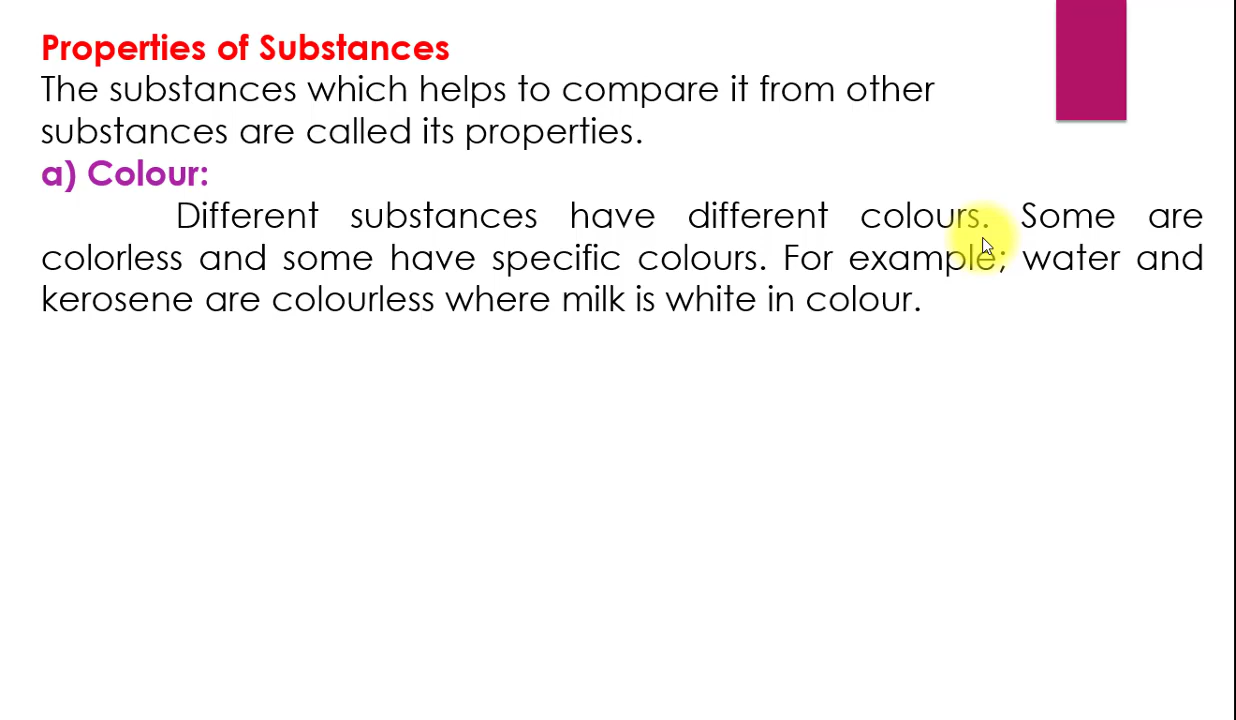 Properties of Substances
The substances which helps to compare it from other
substances are called its properties.
a) Colour:
Different substances have different colours. Some are
colorless and some have specific colours. For example; water and
kerosene are colourless where milk is white in colour.